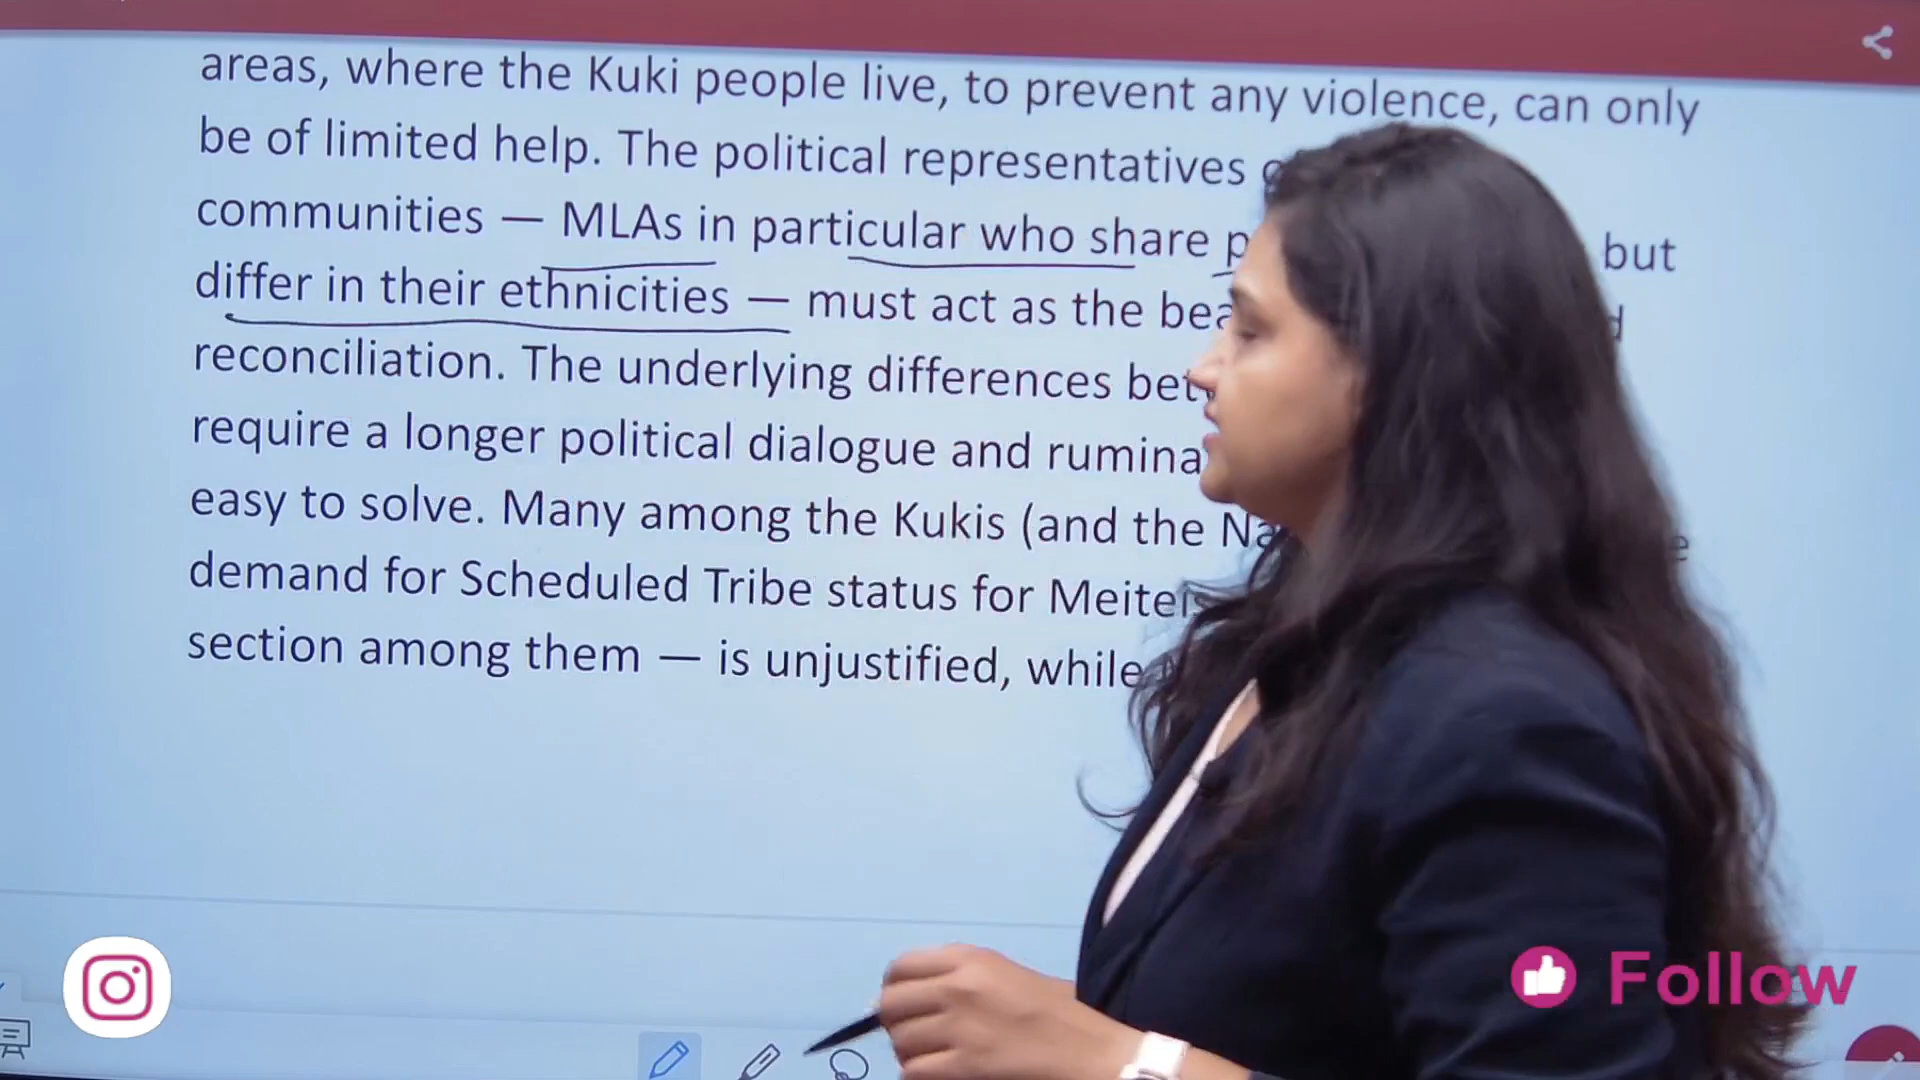 areas, where the Kuki people live, to prevent any violence, can only
be of limited help. The political representatives
communities — MLAs in particular who share but
differ in their ethnicities — must act as the
reconciliation. The underlying differences
require a longer political dialogue and
easy to solve. Many among the Kukis (and the
demand for Scheduled Tribe status for Meiteis
section among them — is unjustified, while
Follow